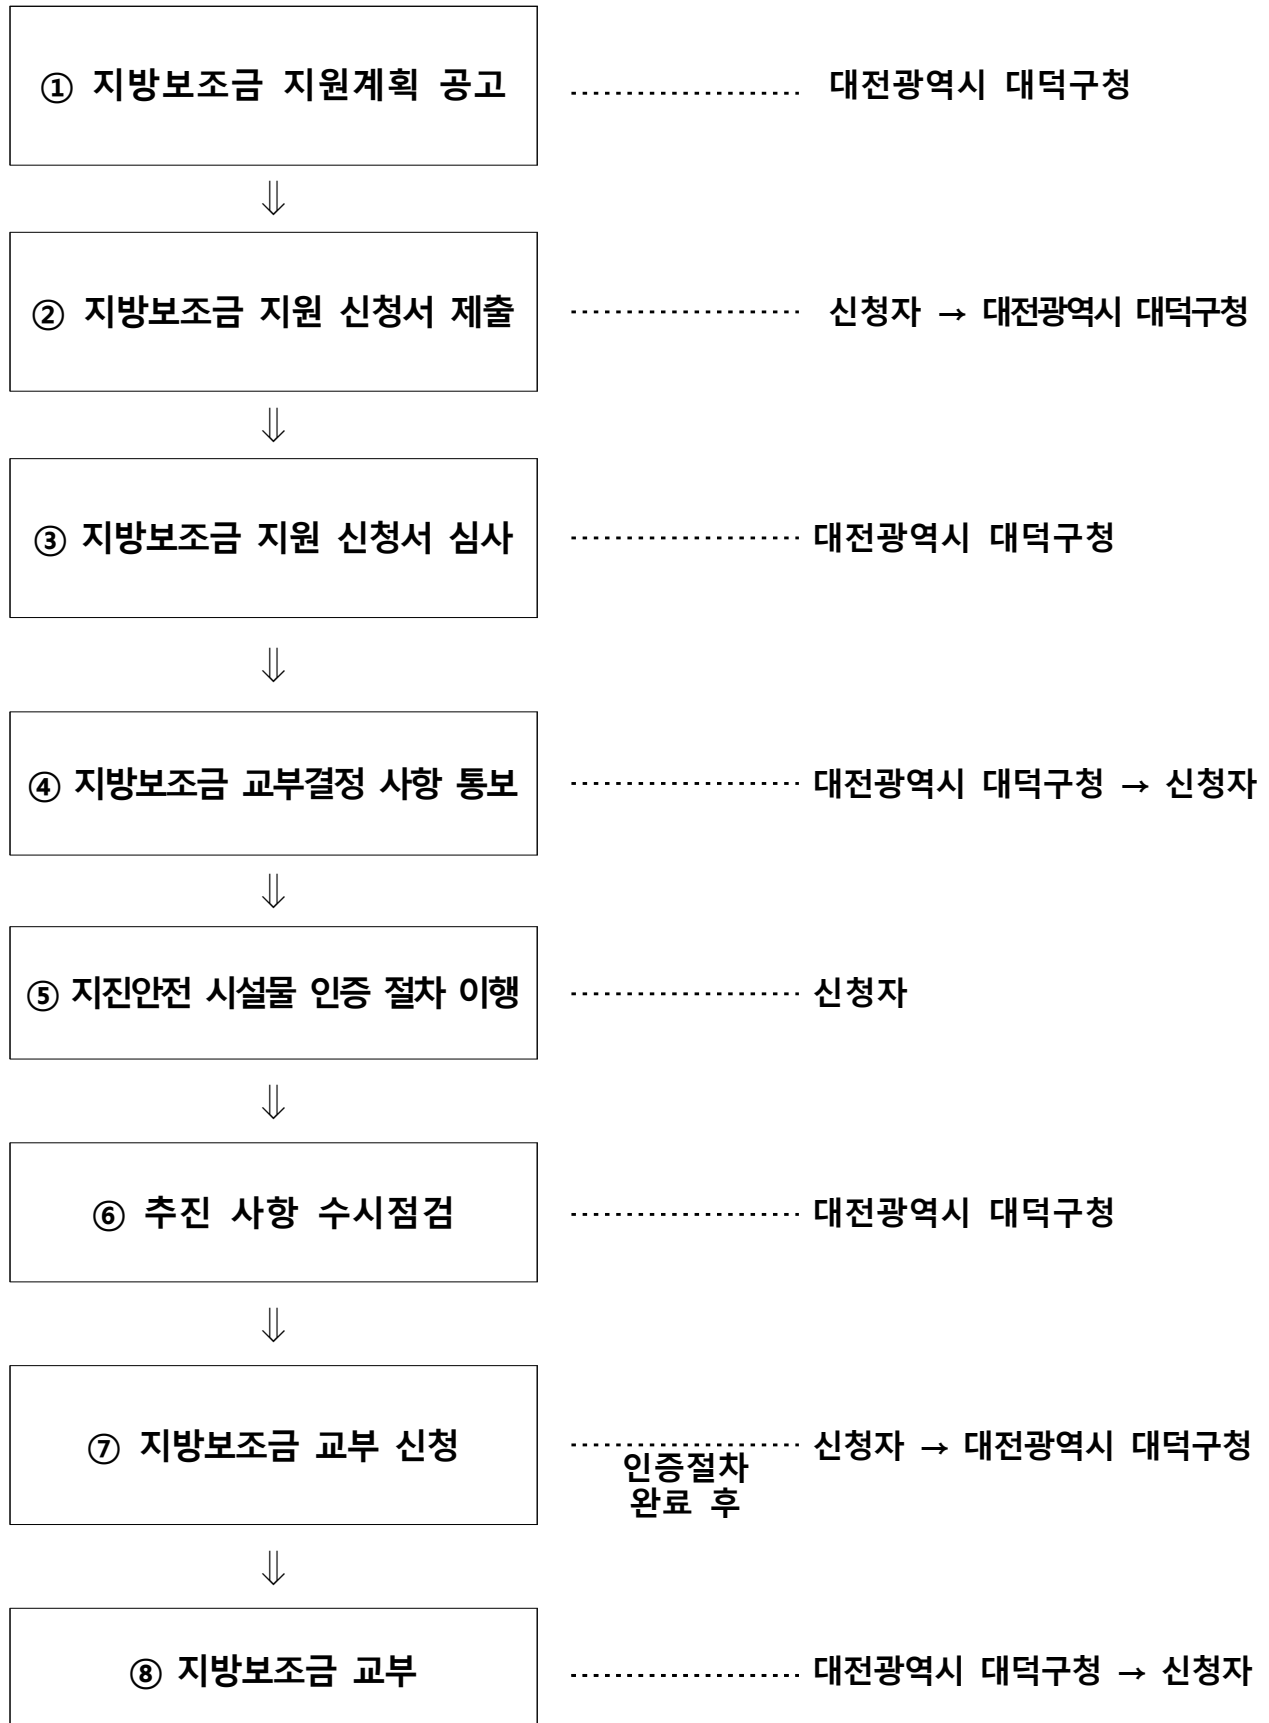 ① 지방보조금 지원계획 공고 ··················· 대전광역시 대덕구청
⇓
② 지방보조금 지원 신청서 제출 ··················· 신청자 → 대전광역시 대덕구청
⇓
③ 지방보조금 지원 신청서 심사 ··················· 대전광역시 대덕구청
⇓
④ 지방보조금 교부결정 사항 통보 ··················· 대전광역시 대덕구청 → 신청자
⇓
⑤ 지진안전 시설물 인증 절차 이행 ··················· 신청자
⇓
⑥ 추진 사항 수시점검 ··················· 대전광역시 대덕구청
⇓
⑦ 지방보조금 교부 신청 ··················· 신청자 → 대전광역시 대덕구청
인증절차
완료 후
⇓
⑧ 지방보조금 교부 ··················· 대전광역시 대덕구청 → 신청자